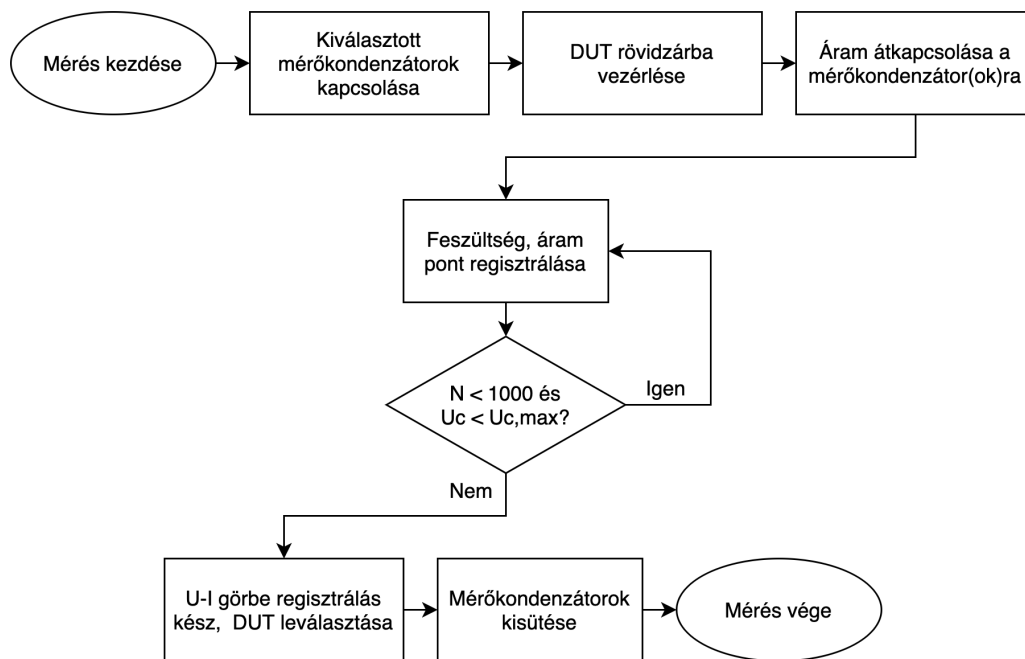 Mérés kezdése
Kiválasztott
mérőkondenzátorok
kapcsolása
DUT rövidzárba
vezérlése
Áram átkapcsolása a
mérőkondenzátor(ok)ra
Feszültség, áram
pont regisztrálása
N < 1000 és
Uc < Uc,max?
Igen
Nem
U-I görbe regisztrálás
kész, DUT leválasztása
Mérőkondenzátorok
kisütése
Mérés vége